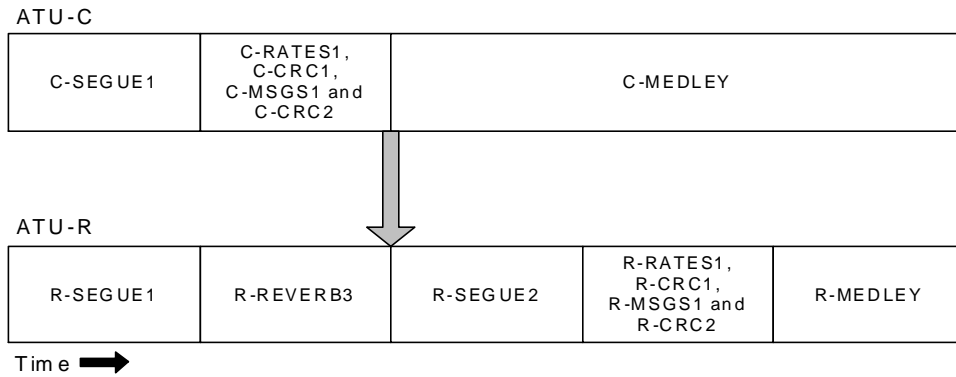 ATU-C
C-SEGUE1
C-RATES1,
C-CRC1,
C-MSGS1 and
C-CRC2
C-MEDLEY
ATU-R
R-SEGUE1
R-REVERB3
R-SEGUE2
R-RATES1,
R-CRC1,
R-MSGS1 and
R-CRC2
R-MEDLEY
Time